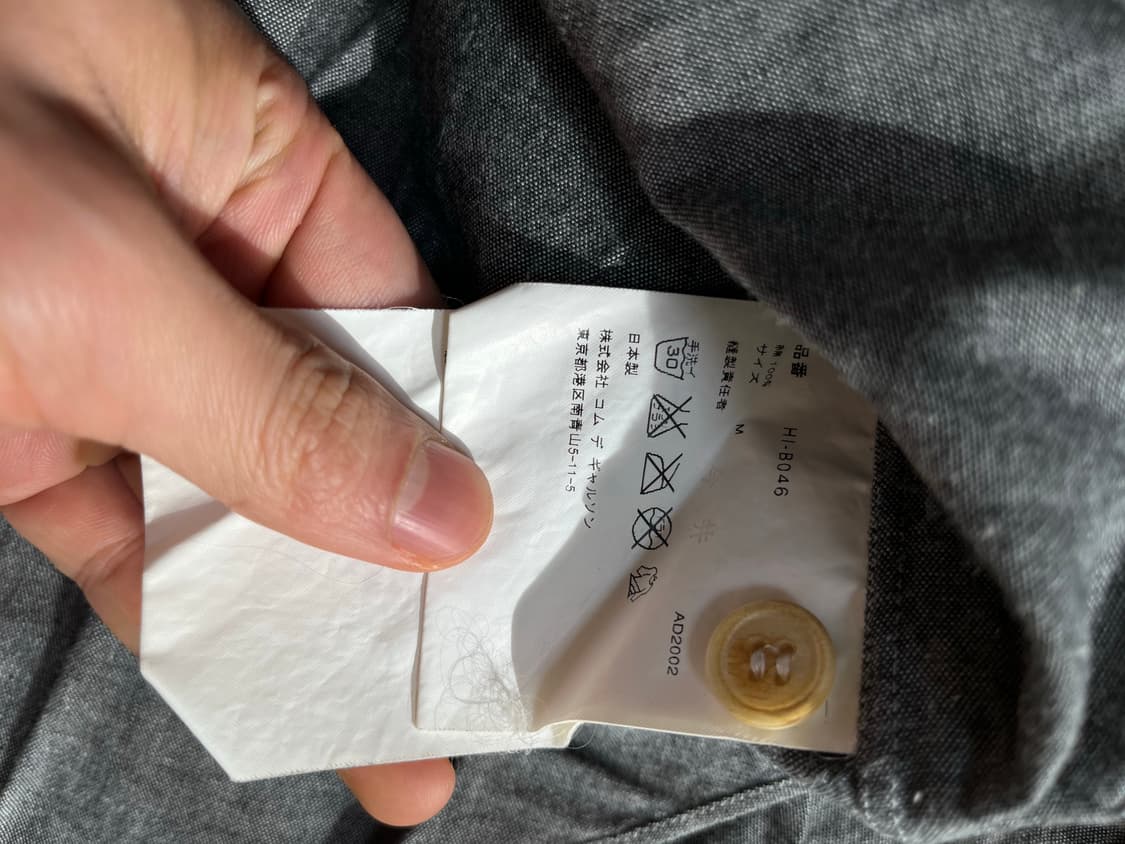 品番 HI-B046
綿 100%
サイズ M
縫製責任者
手洗イ
30
AD2002
日本製
株式会社 コム デ ギャルソン
東京都港区南青山5-11-5